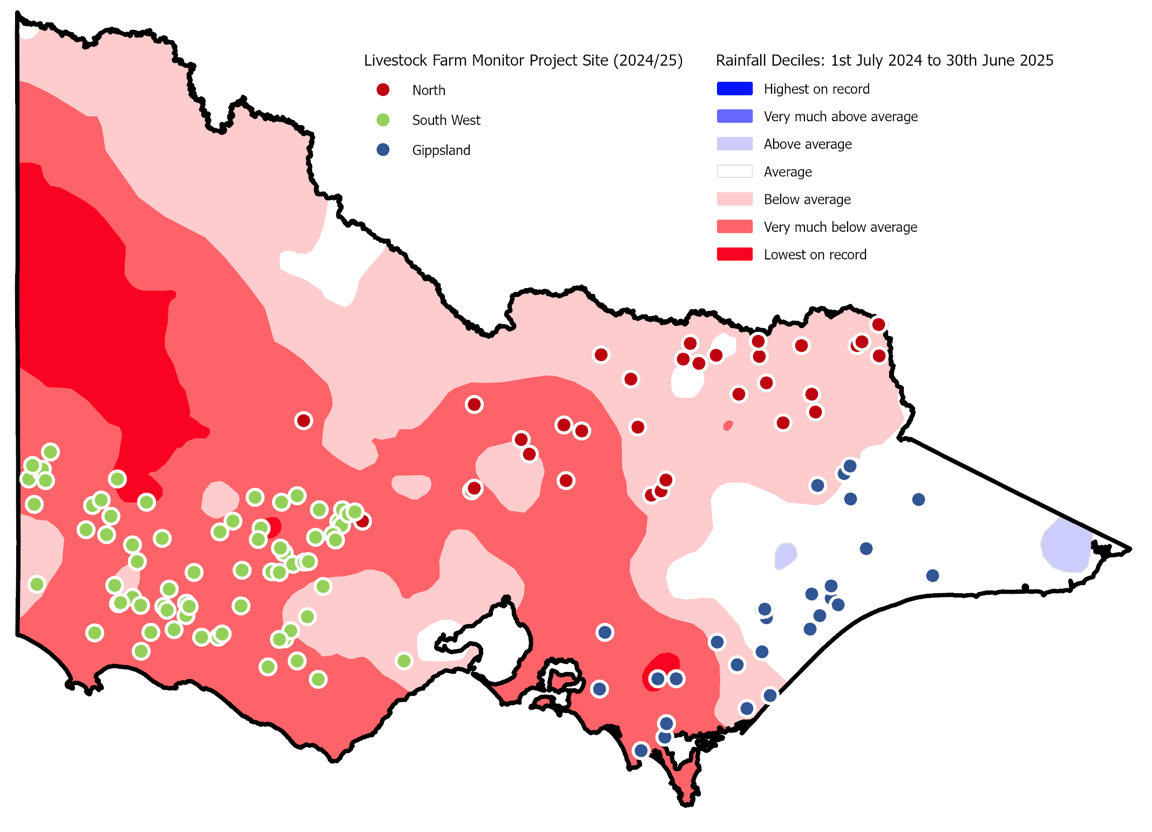 Livestock Farm Monitor Project Site (2024/25)
North
South West
Gippsland
Rainfall Deciles: 1st July 2024 to 30th June 2025
Highest on record
Very much above average
Above average
Average
Below average
Very much below average
Lowest on record